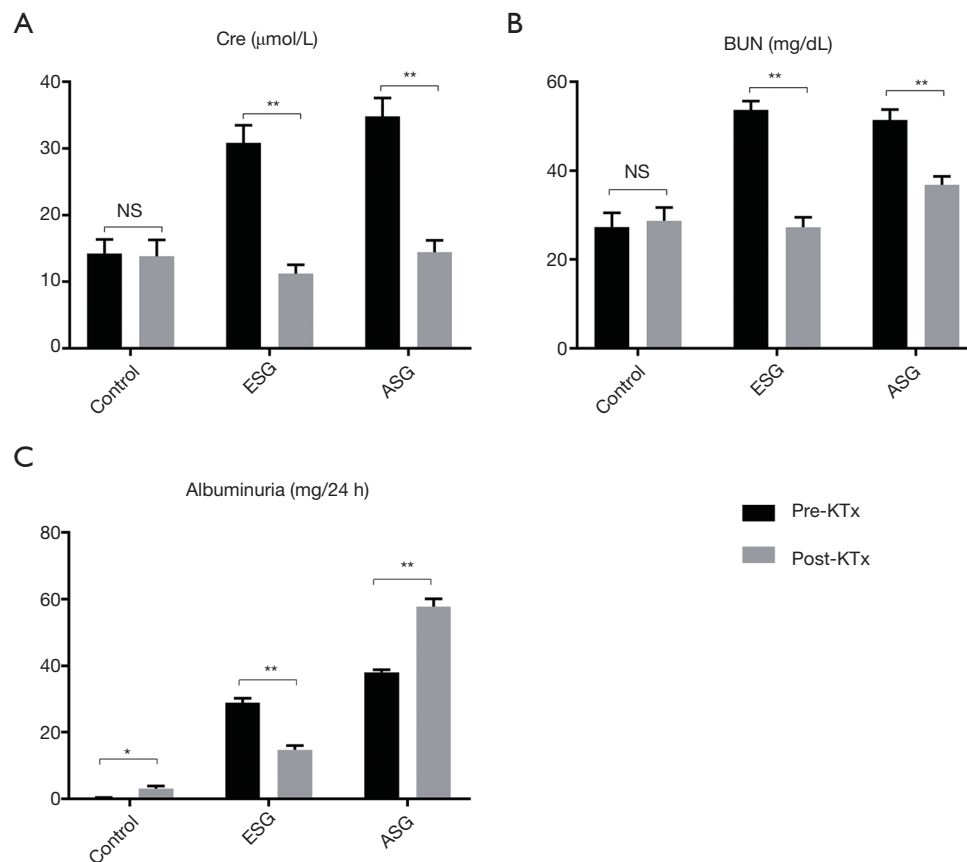 A
Cre (μmol/L)
40
30
20
10
0
NS
**
**
Control
ESG
ASG
B
BUN (mg/dL)
60
40
20
0
NS
**
**
Control
ESG
ASG
C
Albuminuria (mg/24 h)
80
60
40
20
0
*
**
**
Control
ESG
ASG
Pre-KTx
Post-KTx